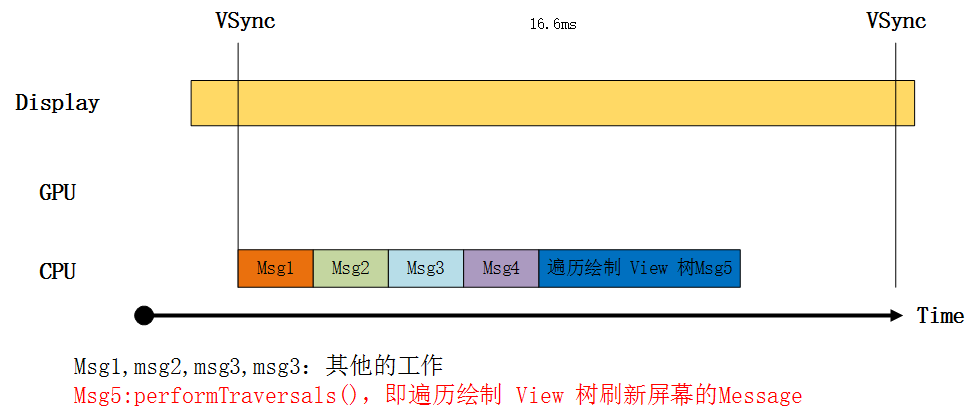 VSync 16.6ms VSync
Display
GPU
CPU Msg1 Msg2 Msg3 Msg4 遍历绘制 View 树Msg5
Time
Msg1,msg2,msg3,msg3: 其他的工作
Msg5:performTraversals(), 即遍历绘制 View 树刷新屏幕的Message